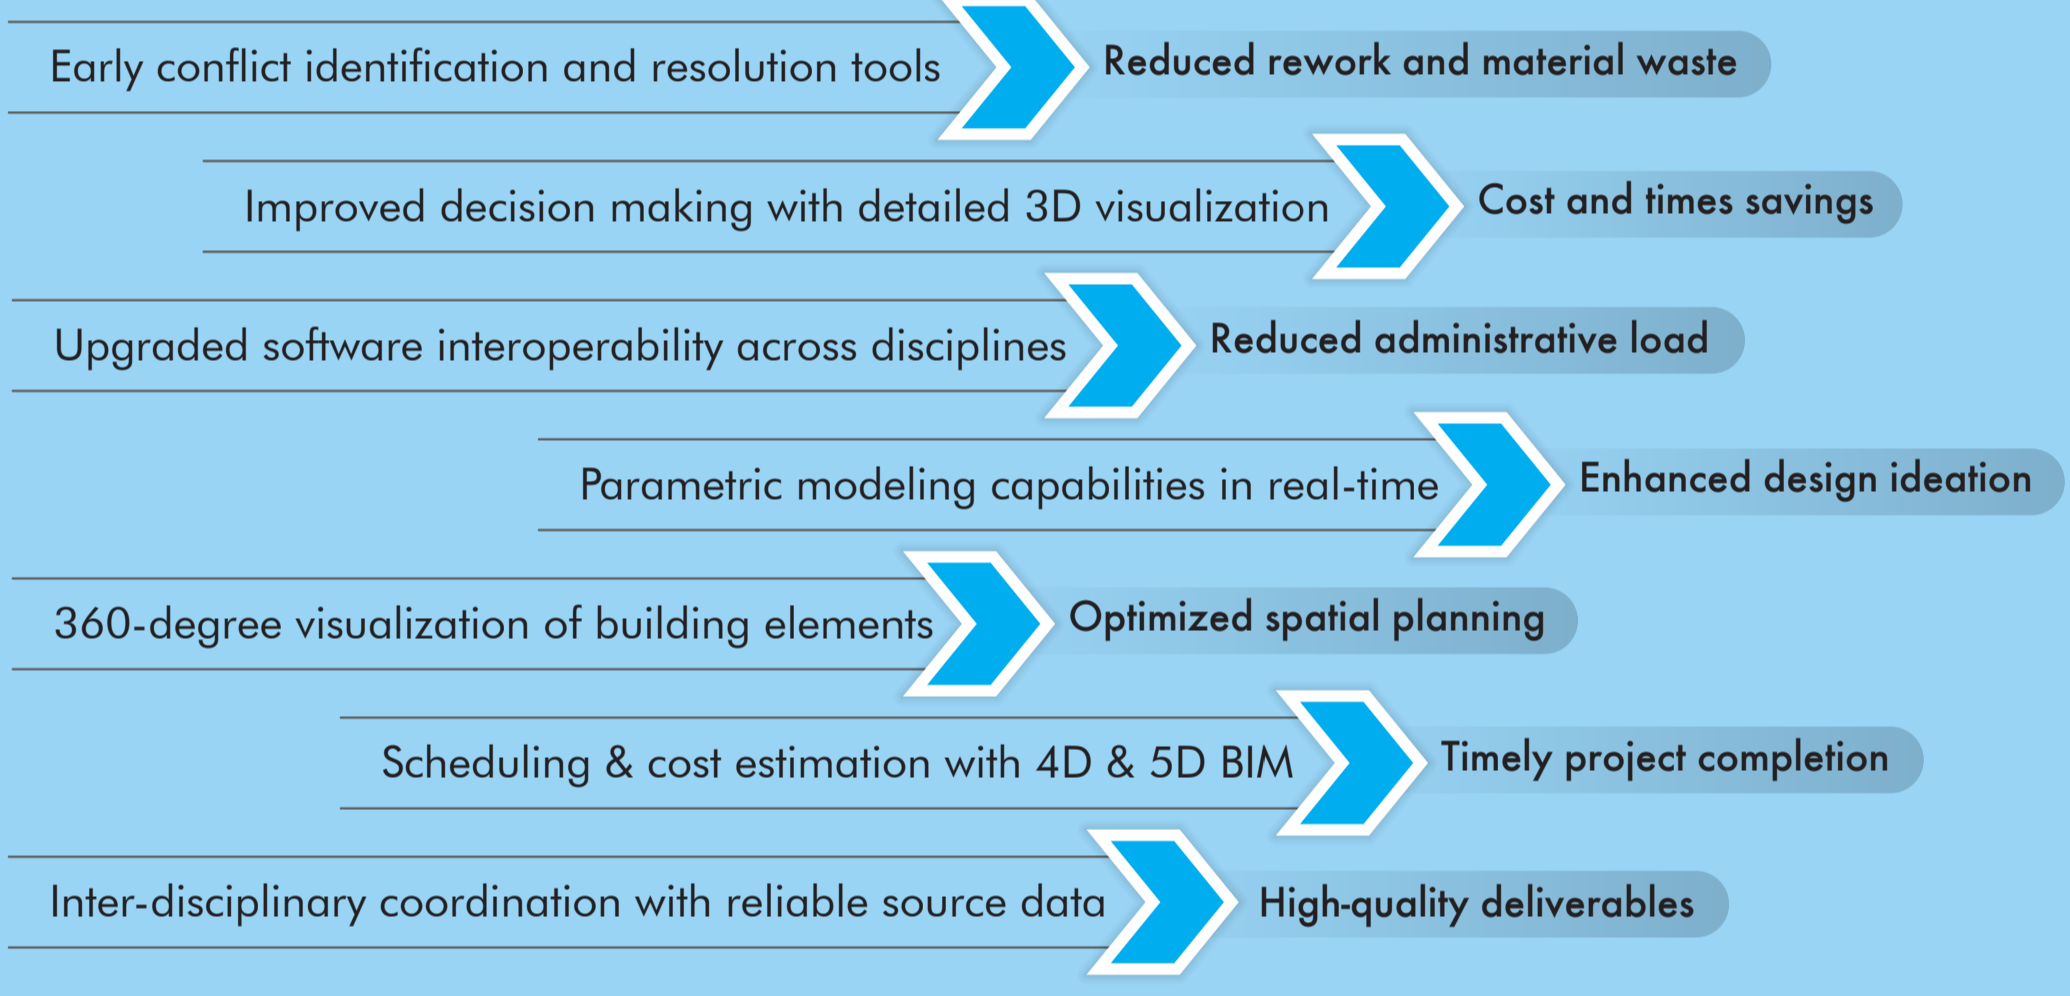 Early conflict identification and resolution tools Reduced rework and material waste
Improved decision making with detailed 3D visualization Cost and times savings
Upgraded software interoperability across disciplines Reduced administrative load
Parametric modeling capabilities in real-time Enhanced design ideation
360-degree visualization of building elements Optimized spatial planning
Scheduling & cost estimation with 4D & 5D BIM Timely project completion
Inter-disciplinary coordination with reliable source data High-quality deliverables